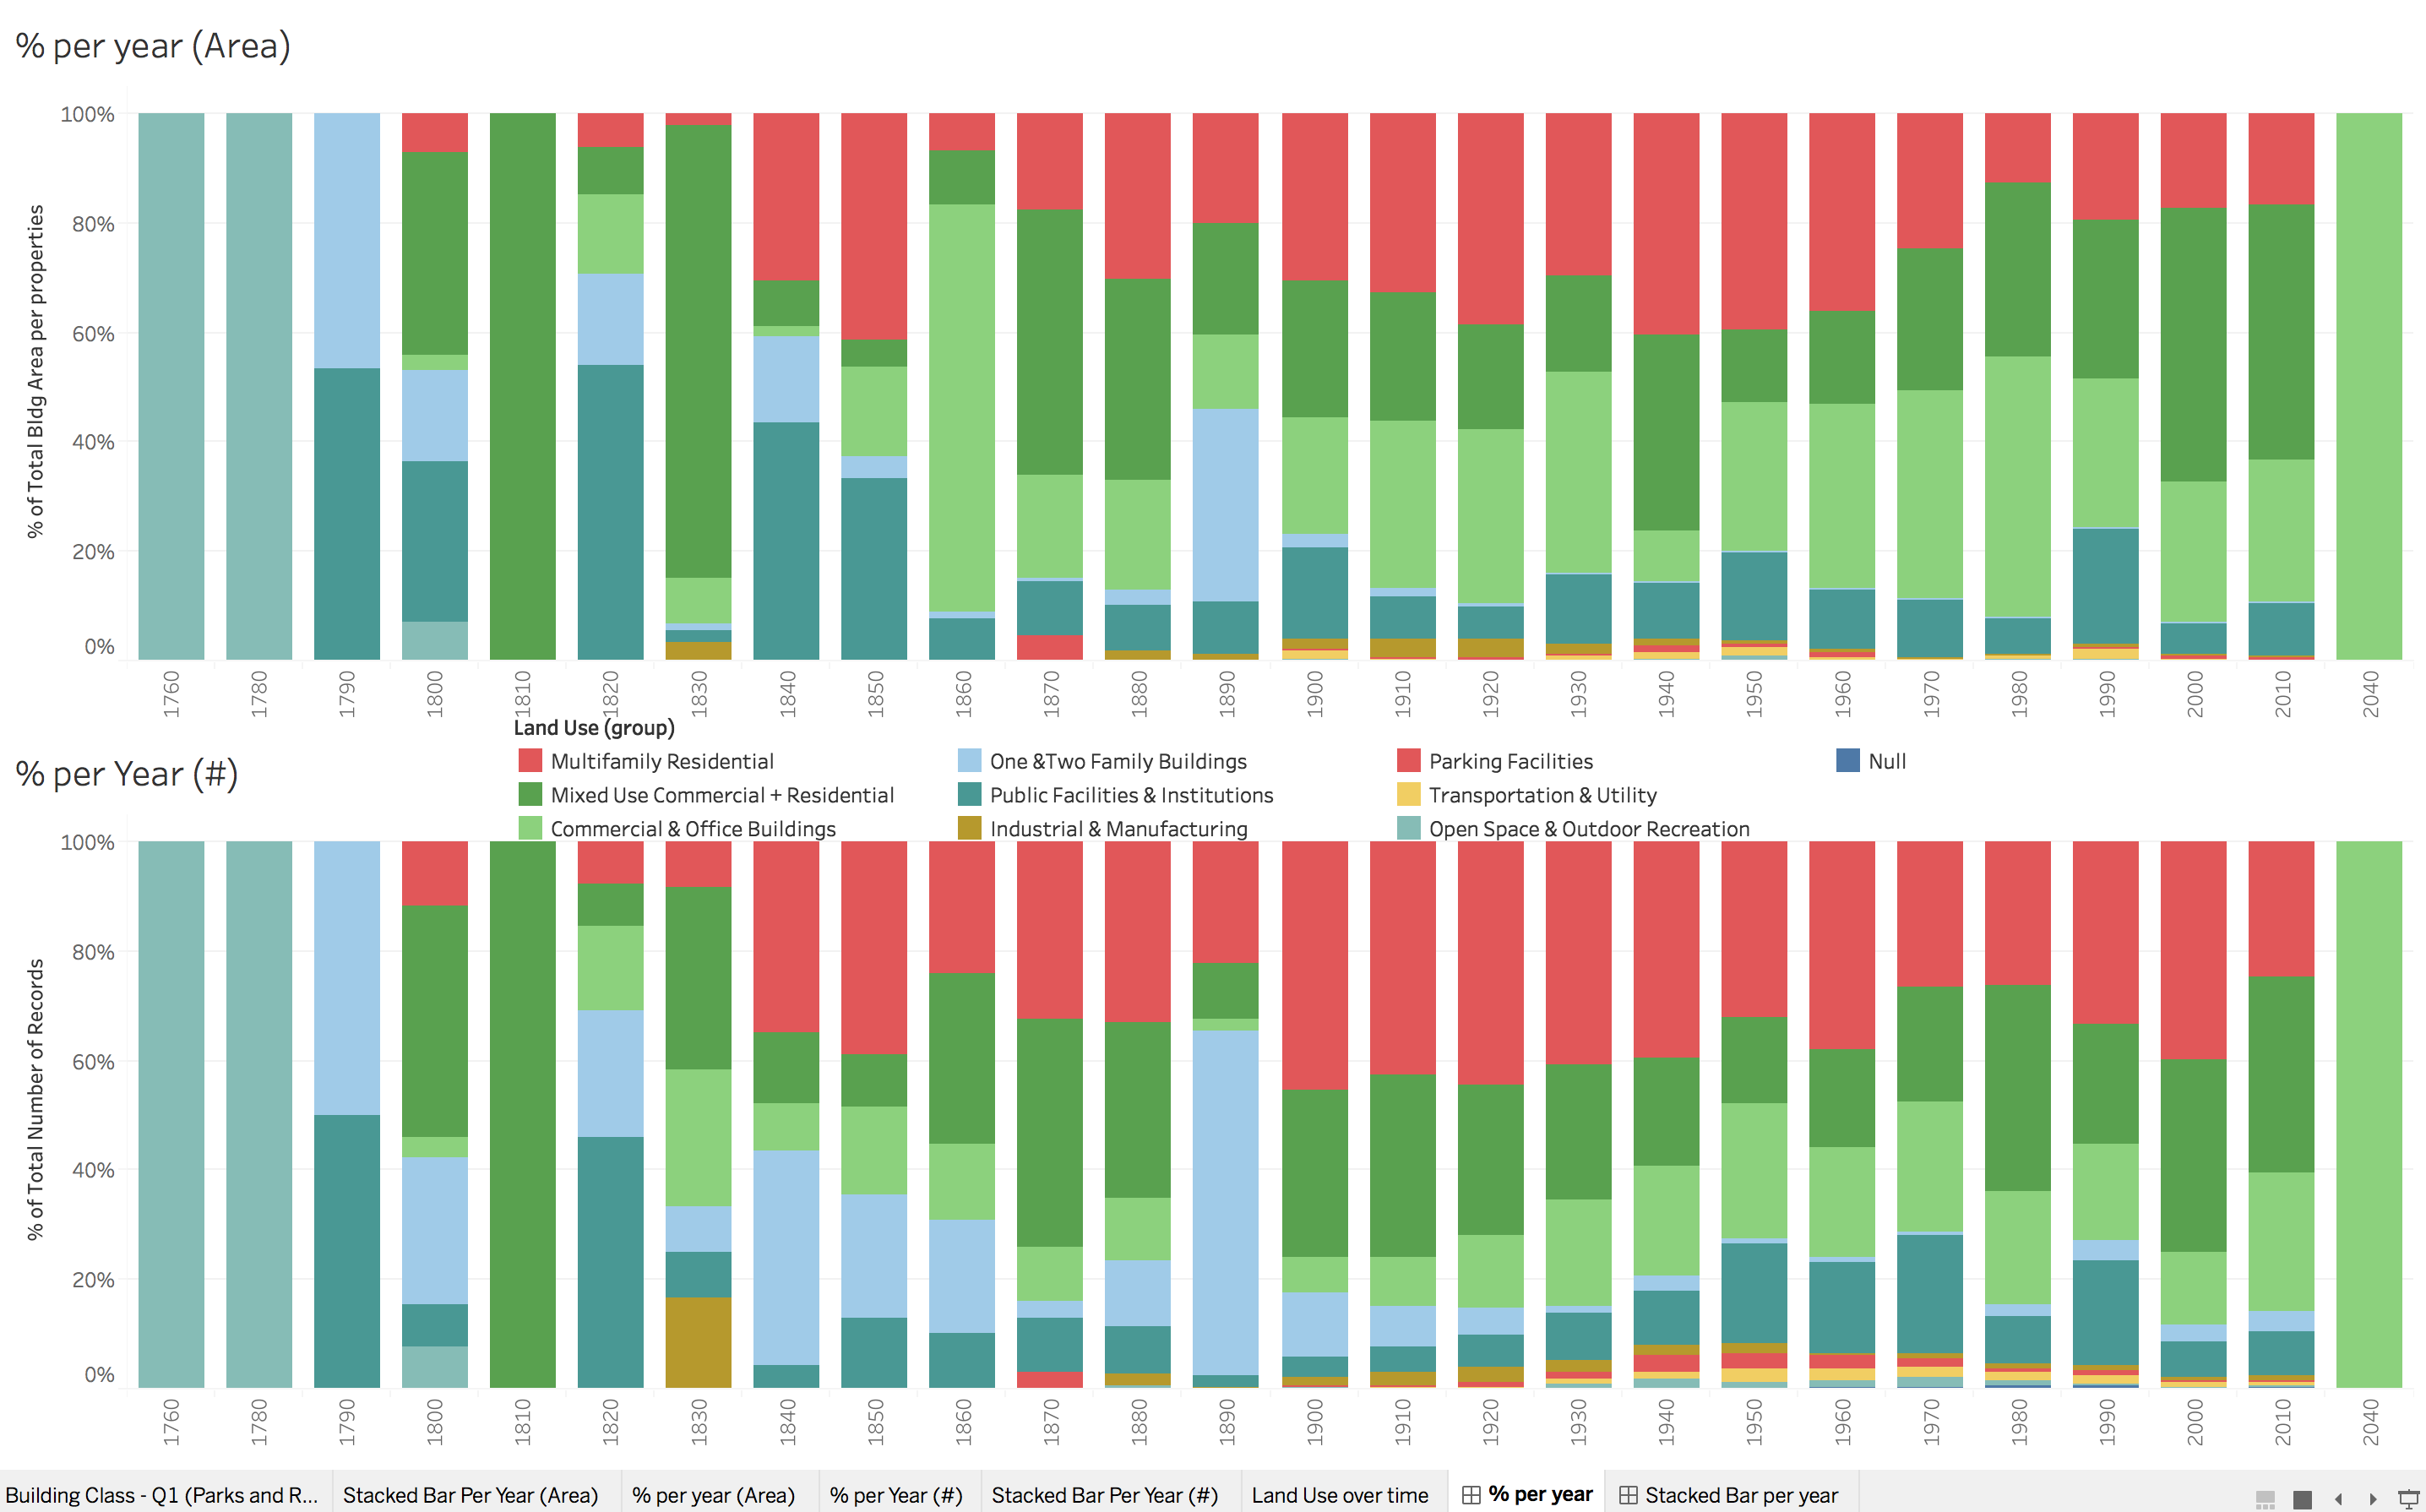 % per year (Area)
% of Total Bldg Area per properties
100%
80%
60%
40%
20%
0%
1760 1780 1790 1800 1810 1820 1830 1840 1850 1860 1870 1880 1890 1900 1910 1920 1930 1940 1950 1960 1970 1980 1990 2000 2010 2040
Land Use (group)
Multifamily Residential One &Two Family Buildings Parking Facilities Null
Mixed Use Commercial + Residential Public Facilities & Institutions Transportation & Utility
Commercial & Office Buildings Industrial & Manufacturing Open Space & Outdoor Recreation
% per Year (#)
% of Total Number of Records
100%
80%
60%
40%
20%
0%
1760 1780 1790 1800 1810 1820 1830 1840 1850 1860 1870 1880 1890 1900 1910 1920 1930 1940 1950 1960 1970 1980 1990 2000 2010 2040
Building Class - Q1 (Parks and R... Stacked Bar Per Year (Area) % per year (Area) % per Year (#) Stacked Bar Per Year (#) Land Use over time % per year Stacked Bar per year